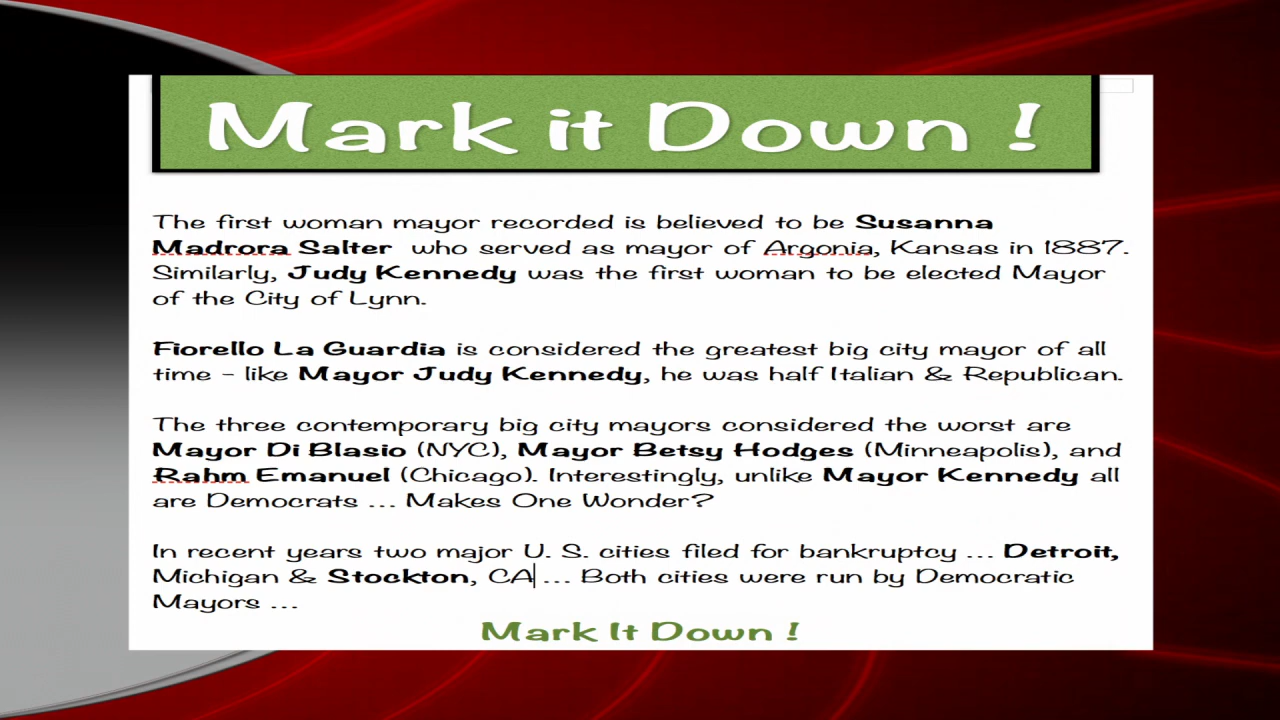 Mark it Down !
The first woman mayor recorded is believed to be Susanna
Madrora Salter who served as mayor of Argonia, Kansas in 1887.
Similarly, Judy Kennedy was the first woman to be elected Mayor
of the City of Lynn.
Fiorello La Guardia is considered the greatest big city mayor of all
time - like Mayor Judy Kennedy, he was half Italian & Republican.
The three contemporary big city mayors considered the worst are
Mayor Di Blasio (NYC), Mayor Betsy Hodges (Minneapolis), and
Rahm Emanuel (Chicago). Interestingly, unlike Mayor Kennedy all
are Democrats ... Makes One Wonder?
In recent years two major U. S. cities filed for bankruptcy ... Detroit,
Michigan & Stockton, CA ... Both cities were run by Democratic
Mayors ...
Mark It Down !